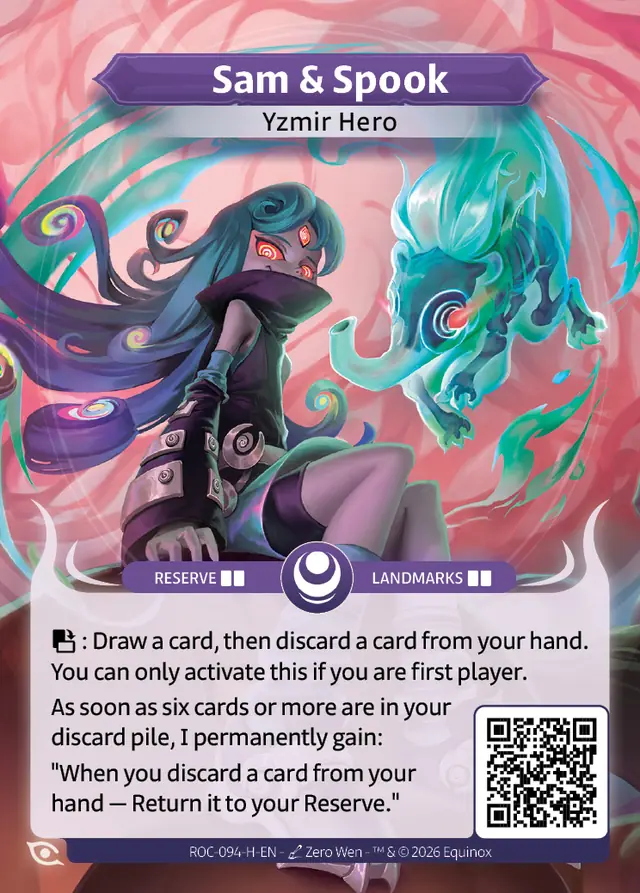 Sam & Spook
Yzmir Hero
RESERVE
LANDMARKS
: Draw a card, then discard a card from your hand.
You can only activate this if you are first player.
As soon as six cards or more are in your
discard pile, I permanently gain:
"When you discard a card from your
hand — Return it to your Reserve."
ROC-094-H-EN - Zero Wen - ™ & © 2026 Equinox